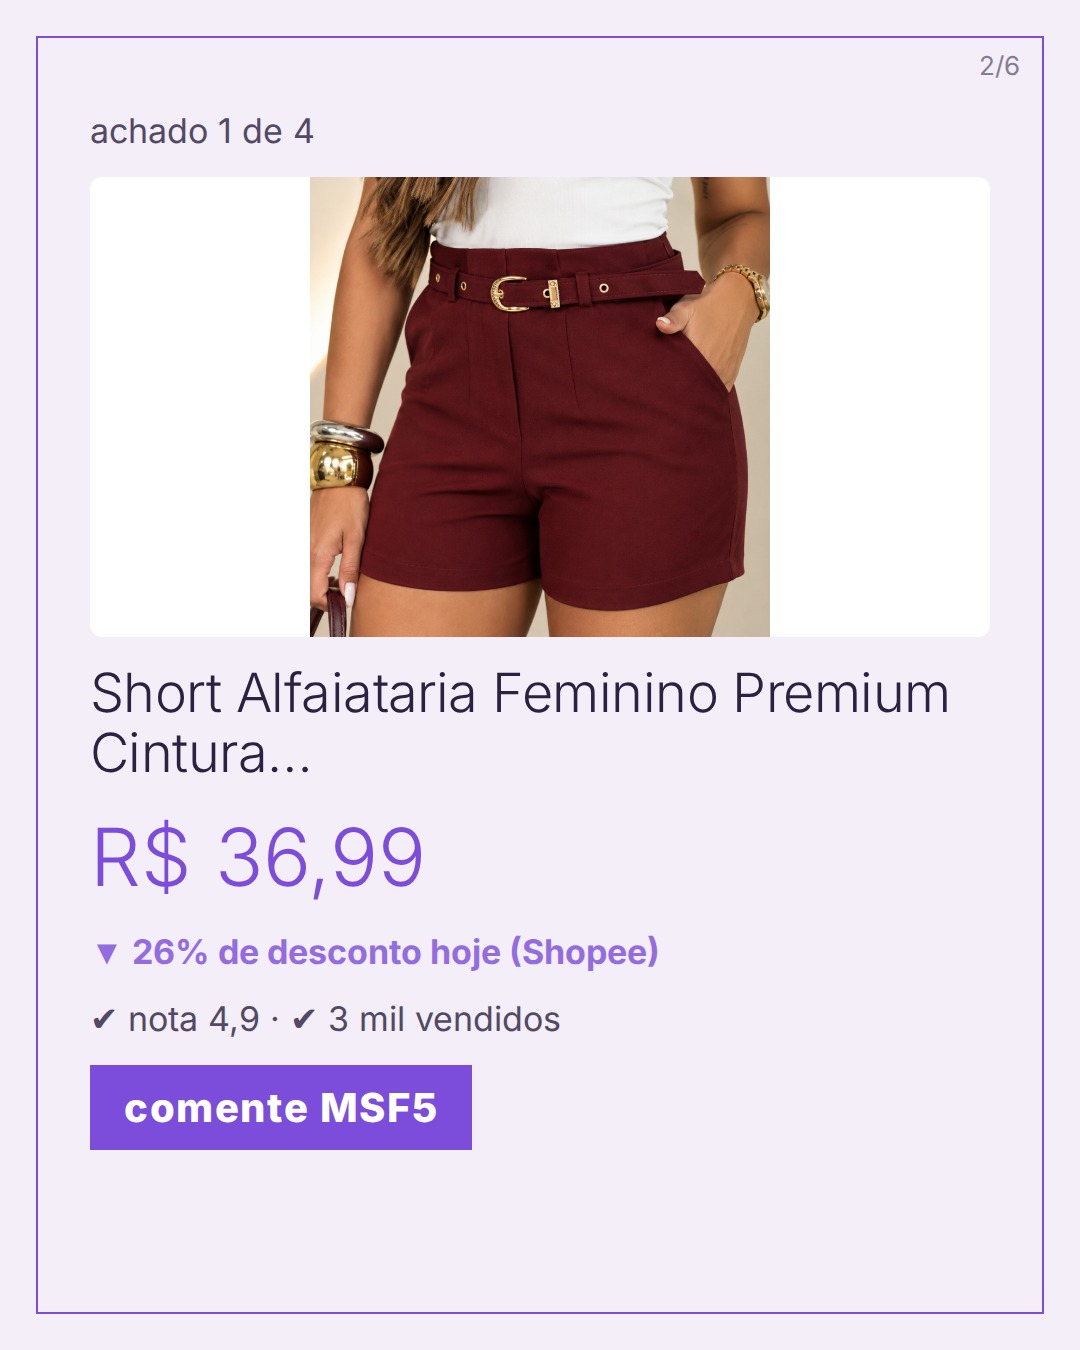 2/6
achado 1 de 4
Short Alfaiataria Feminino Premium
Cintura...
R$ 36,99
▼ 26% de desconto hoje (Shopee)
✔ nota 4,9 · ✔ 3 mil vendidos
comente MSF5